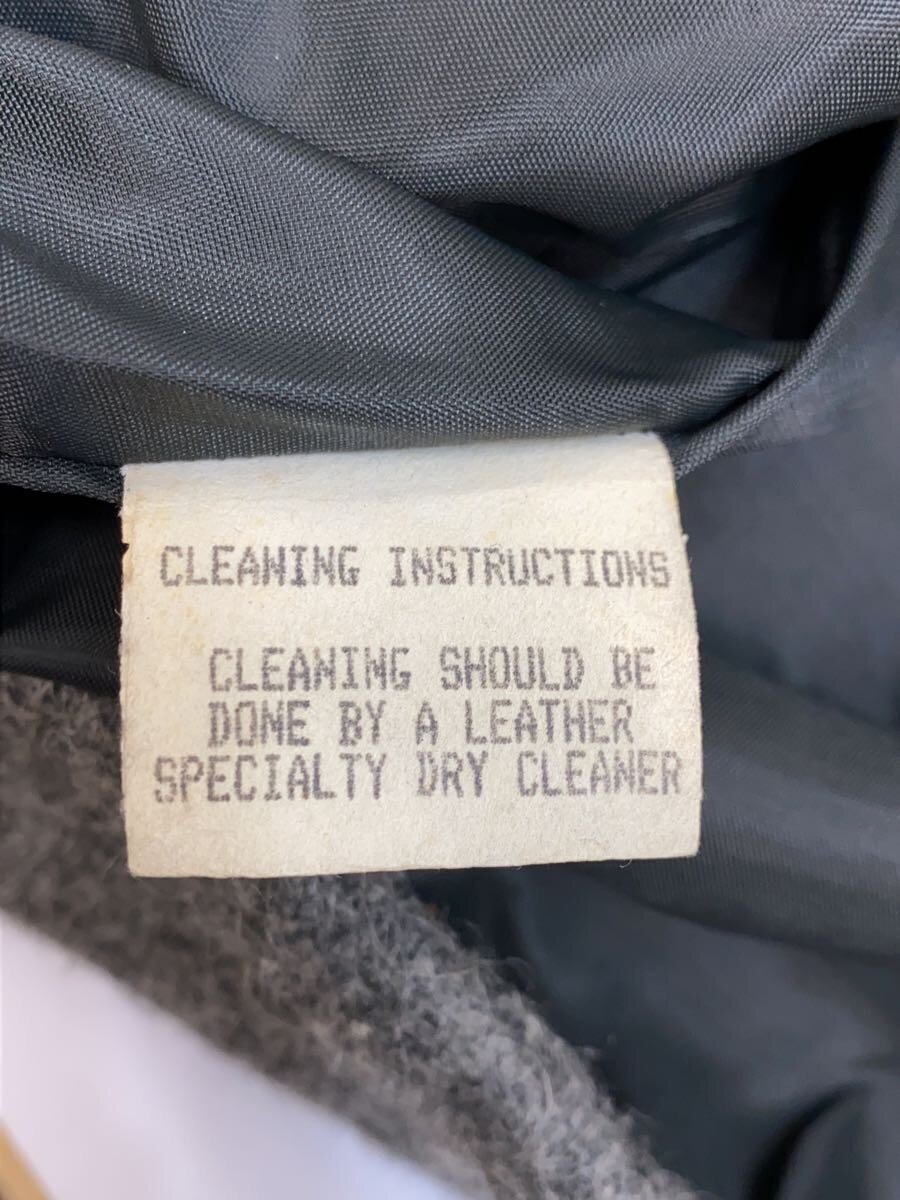 CLEANING INSTRUCTIONS
CLEANING SHOULD BE
DONE BY A LEATHER
SPECIALTY DRY CLEANER